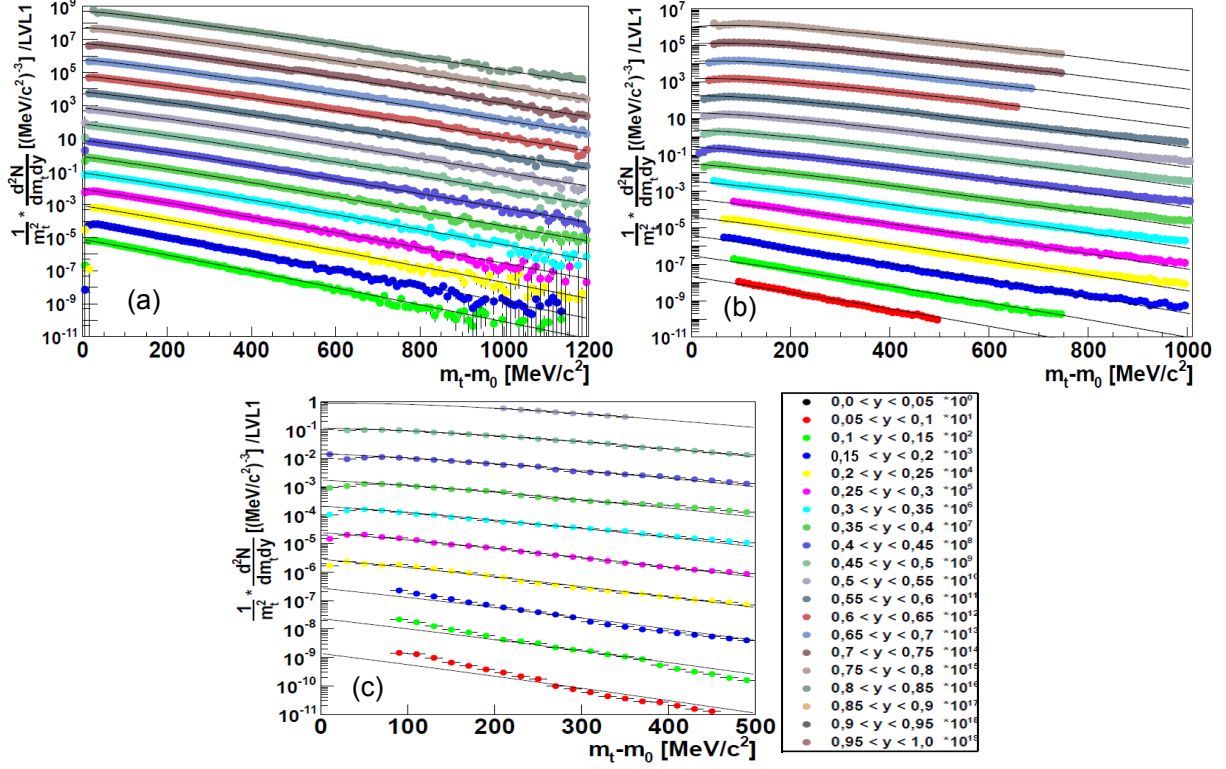 1/m_t^2 * d^2N/dm_tdy [(MeV/c^2)^-3] /LVL1
10^9
10^7
10^5
10^3
10
10^-1
10^-3
10^-5
10^-7
10^-9
10^-11
(a)
0 200 400 600 800 1000 1200
m_t-m_0 [MeV/c^2]
1/m_t^2 * d^2N/dm_tdy [(MeV/c^2)^-3] /LVL1
10^7
10^5
10^3
10
10^-1
10^-3
10^-5
10^-7
10^-9
10^-11
(b)
0 200 400 600 800 1000
m_t-m_0 [MeV/c^2]
1/m_t^2 * d^2N/dm_tdy [(MeV/c^2)^-3] /LVL1
1
10^-1
10^-2
10^-3
10^-4
10^-5
10^-6
10^-7
10^-8
10^-9
10^-10
10^-11
(c)
0 100 200 300 400 500
m_t-m_0 [MeV/c^2]
0,0 < y < 0,05 *10^0
0,05 < y < 0,1 *10^1
0,1 < y < 0,15 *10^2
0,15 < y < 0,2 *10^3
0,2 < y < 0,25 *10^4
0,25 < y < 0,3 *10^5
0,3 < y < 0,35 *10^6
0,35 < y < 0,4 *10^7
0,4 < y < 0,45 *10^8
0,45 < y < 0,5 *10^9
0,5 < y < 0,55 *10^10
0,55 < y < 0,6 *10^11
0,6 < y < 0,65 *10^12
0,65 < y < 0,7 *10^13
0,7 < y < 0,75 *10^14
0,75 < y < 0,8 *10^15
0,8 < y < 0,85 *10^16
0,85 < y < 0,9 *10^17
0,9 < y < 0,95 *10^18
0,95 < y < 1,0 *10^19